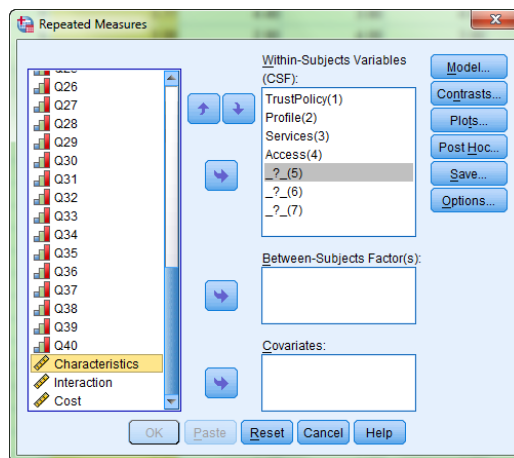 Repeated Measures
Q26
Q27
Q28
Q29
Q30
Q31
Q32
Q33
Q34
Q35
Q36
Q37
Q38
Q39
Q40
Characteristics
Interaction
Cost
Within-Subjects Variables
(CSF):
TrustPolicy(1)
Profile(2)
Services(3)
Access(4)
_?_(5)
_?_(6)
_?_(7)
Between-Subjects Factor(s):
Covariates:
Model...
Contrasts...
Plots...
Post Hoc...
Save...
Options...
OK
Paste
Reset
Cancel
Help